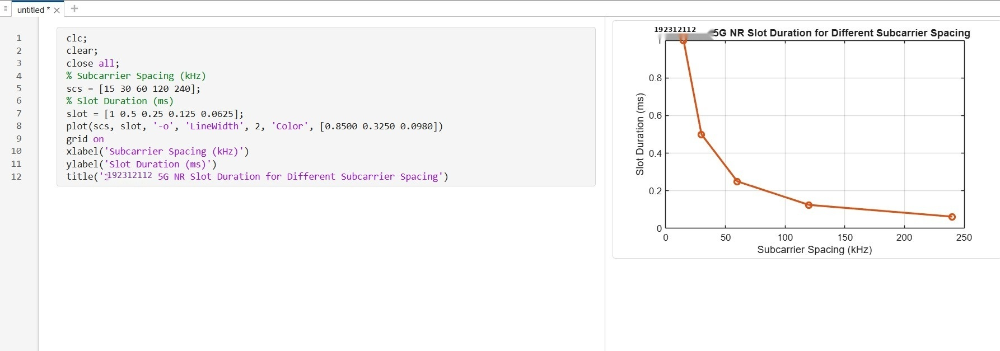 untitled *
1 clc;
2 clear;
3 close all;
4 % Subcarrier Spacing (kHz)
5 scs = [15 30 60 120 240];
6 % Slot Duration (ms)
7 slot = [1 0.5 0.25 0.125 0.0625];
8 plot(scs, slot, '-o', 'LineWidth', 2, 'Color', [0.8500 0.3250 0.0980])
9 grid on
10 xlabel('Subcarrier Spacing (kHz)')
11 ylabel('Slot Duration (ms)')
12 title('192312112 5G NR Slot Duration for Different Subcarrier Spacing')
192312112 5G NR Slot Duration for Different Subcarrier Spacing
Slot Duration (ms)
0.8
0.6
0.4
0.2
0
0 50 100 150 200 250
Subcarrier Spacing (kHz)